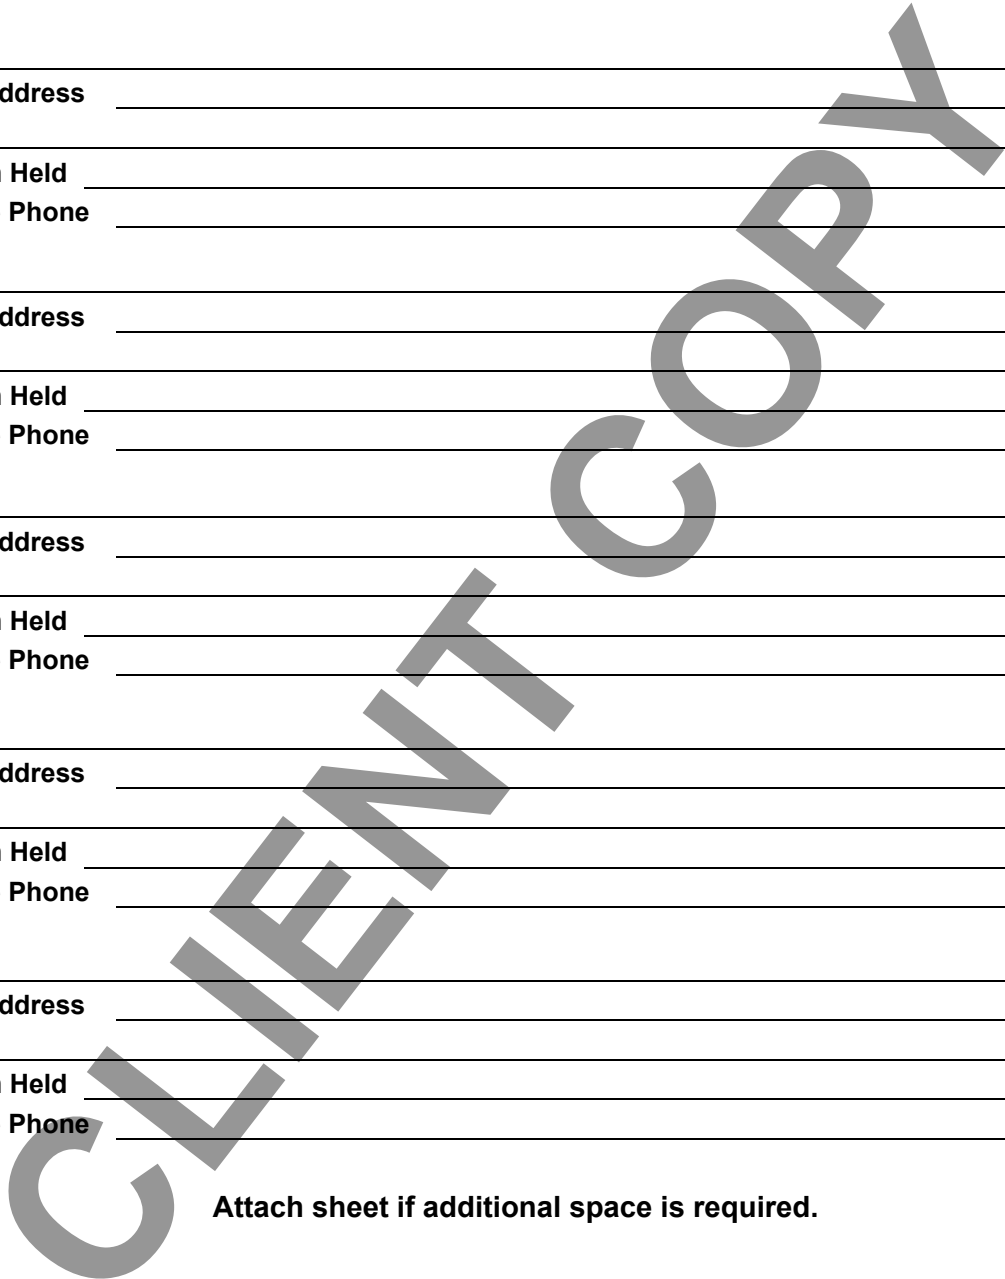 ddress
Held
Phone
ddress
Held
Phone
ddress
Held
Phone
ddress
Held
Phone
ddress
Held
Phone
Attach sheet if additional space is required.
CLIENT COPY